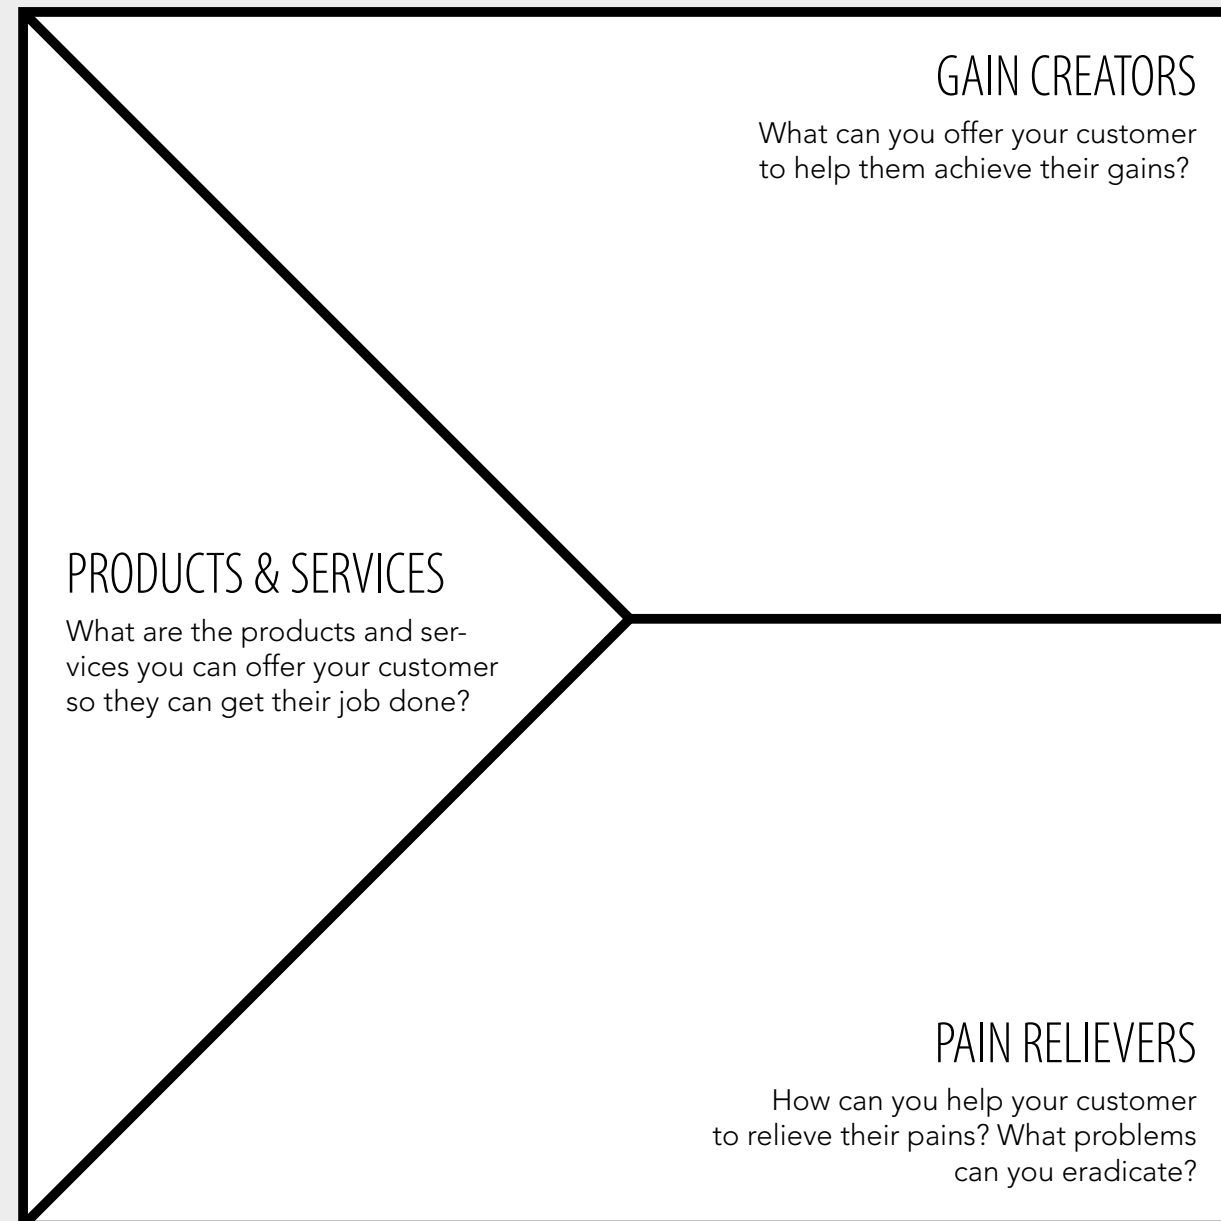 GAIN CREATORS
What can you offer your customer
to help them achieve their gains?
PRODUCTS & SERVICES
What are the products and ser-
vices you can offer your customer
so they can get their job done?
PAIN RELIEVERS
How can you help your customer
to relieve their pains? What problems
can you eradicate?